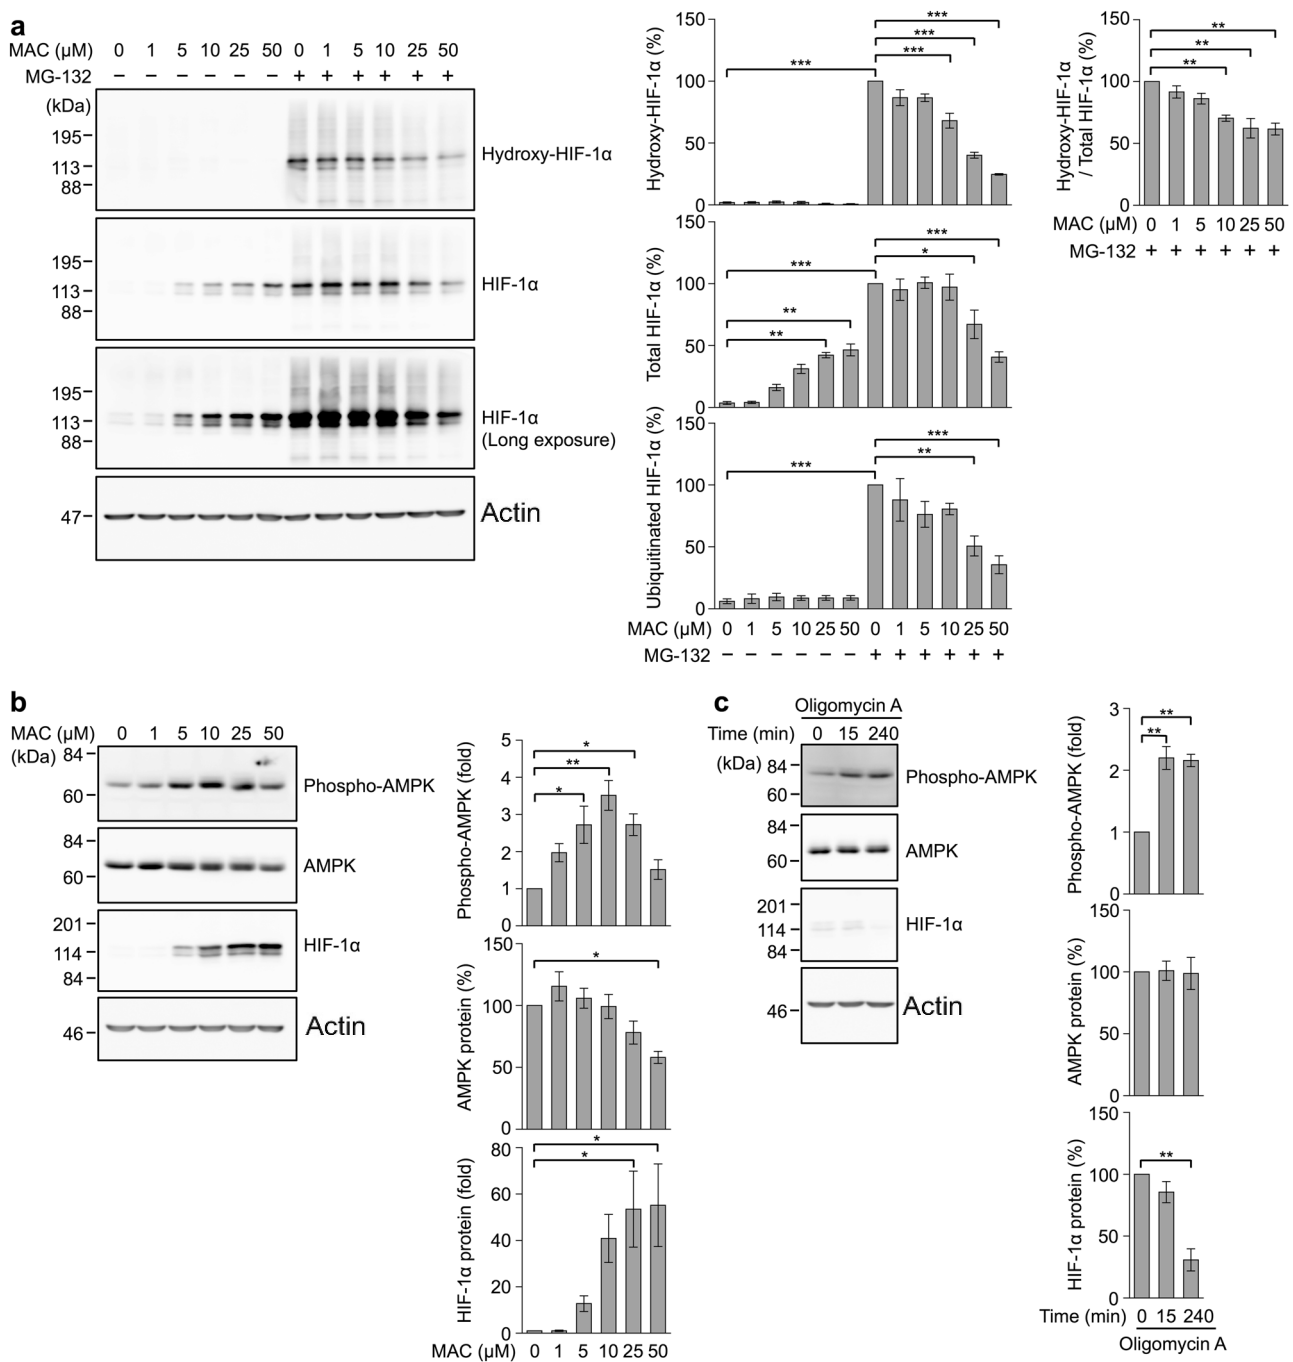 a
MAC (μM) 0 1 5 10 25 50 0 1 5 10 25 50
MG-132 − − − − − − + + + + + +
(kDa)
195
113
88
Hydroxy-HIF-1α
195
113
88
HIF-1α
195
113
88
HIF-1α
(Long exposure)
47
Actin
Hydroxy-HIF-1α (%)
150
100
50
0
***
***
***
***
Total HIF-1α (%)
150
100
50
0
***
*
***
**
**
Ubiquitinated HIF-1α (%)
150
100
50
0
***
**
***
MAC (μM) 0 1 5 10 25 50 0 1 5 10 25 50
MG-132 − − − − − − + + + + + +
Hydroxy-HIF-1α
/ Total HIF-1α (%)
150
100
50
0
**
**
**
MAC (μM) 0 1 5 10 25 50
MG-132 + + + + + +
b
MAC (μM) 0 1 5 10 25 50
(kDa)
84
60
Phospho-AMPK
84
60
AMPK
201
114
84
HIF-1α
46
Actin
Phospho-AMPK (fold)
5
4
3
2
1
0
*
**
*
AMPK protein (%)
150
100
50
0
*
HIF-1α protein (fold)
80
60
40
20
0
*
*
MAC (μM) 0 1 5 10 25 50
c
Oligomycin A
Time (min) 0 15 240
(kDa)
84
60
Phospho-AMPK
84
60
AMPK
201
114
84
HIF-1α
46
Actin
Phospho-AMPK (fold)
3
2
1
0
**
**
AMPK protein (%)
150
100
50
0
HIF-1α protein (%)
150
100
50
0
**
Time (min) 0 15 240
Oligomycin A